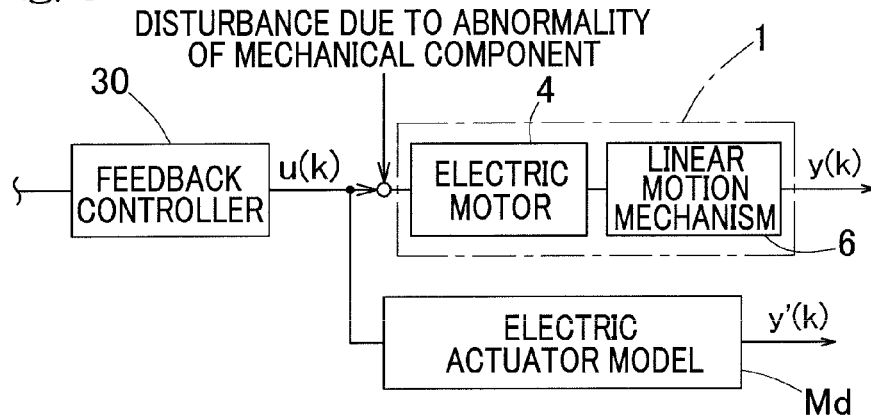 DISTURBANCE DUE TO ABNORMALITY
OF MECHANICAL COMPONENT
30
4
1
FEEDBACK
CONTROLLER
u(k)
ELECTRIC
MOTOR
LINEAR
MOTION
MECHANISM
y(k)
6
ELECTRIC
ACTUATOR MODEL
y'(k)
Md